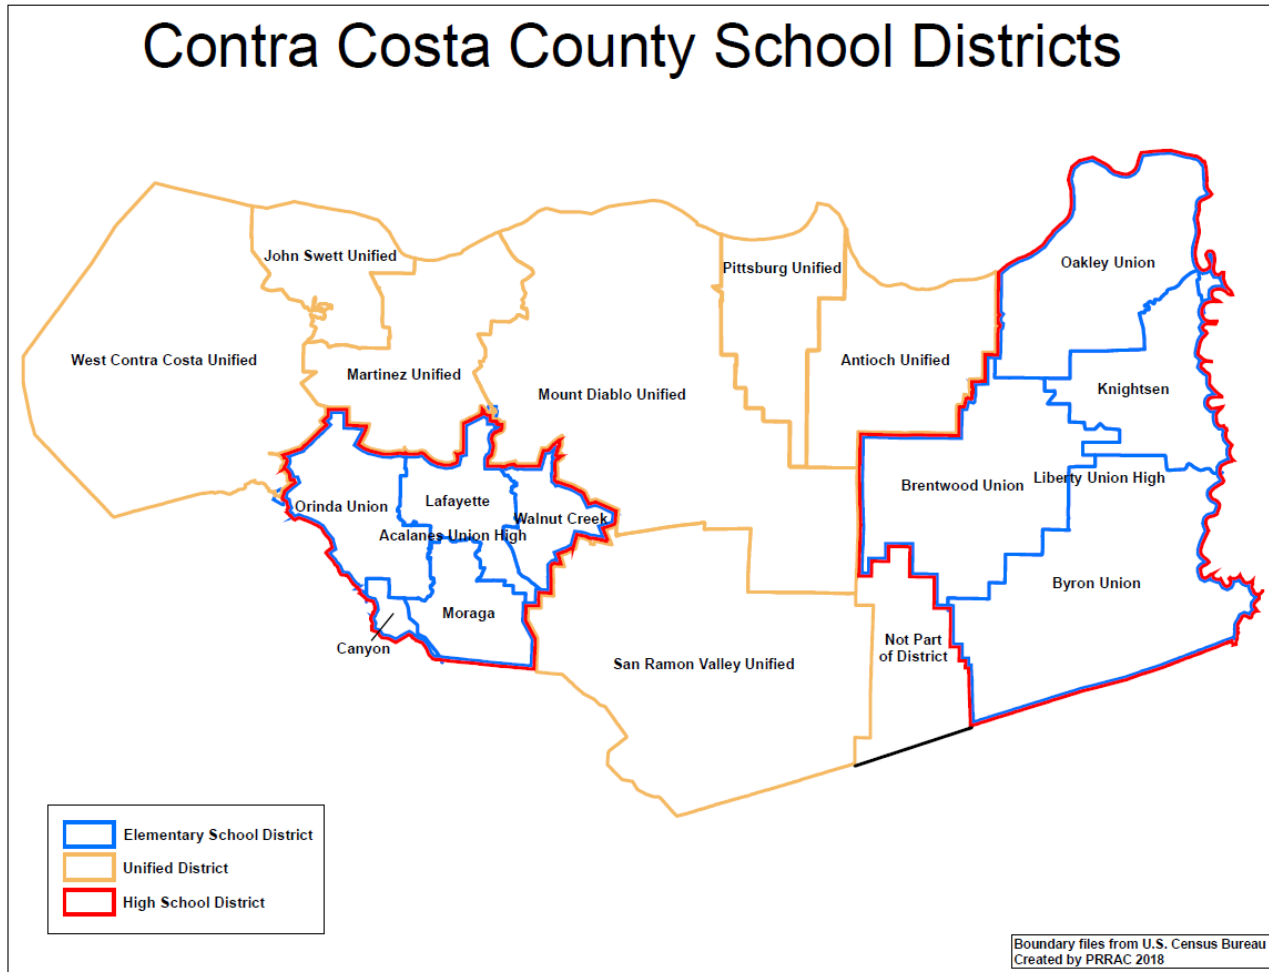 Contra Costa County School Districts
John Swett Unified
Pittsburg Unified
Oakley Union
West Contra Costa Unified
Martinez Unified
Mount Diablo Unified
Antioch Unified
Knightsen
Orinda Union
Lafayette
Walnut Creek
Acalanes Union High
Brentwood Union
Liberty Union High
Byron Union
Moraga
Canyon
San Ramon Valley Unified
Not Part
of District
Elementary School District
Unified District
High School District
Boundary files from U.S. Census Bureau
Created by PRRAC 2018